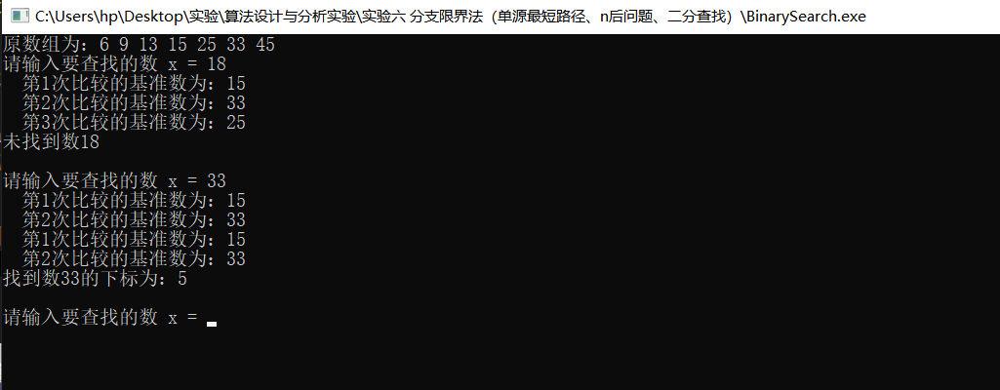 C:\Users\hp\Desktop\实验\算法设计与分析实验\实验六 分支限界法（单源最短路径、n后问题、二分查找）\BinarySearch.exe
原数组为：6 9 13 15 25 33 45
请输入要查找的数 x = 18
第1次比较的基准数为：15
第2次比较的基准数为：33
第3次比较的基准数为：25
未找到数18
请输入要查找的数 x = 33
第1次比较的基准数为：15
第2次比较的基准数为：33
第1次比较的基准数为：15
第2次比较的基准数为：33
找到数33的下标为：5
请输入要查找的数 x =